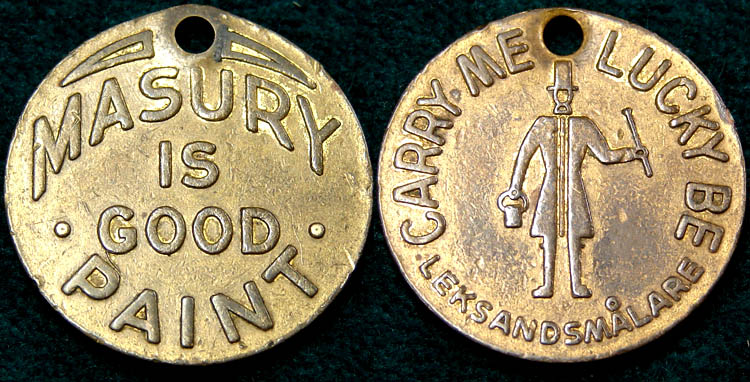 MASURY
IS
· GOOD ·
PAINT
CARRY ME LUCKY BE
· LEKSANDSMÅLARE